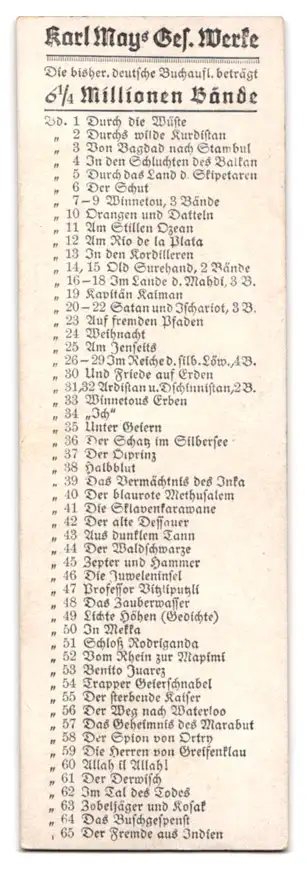 Karl Mays Ges. Werke
Die bisher. deutsche Buchaufl. beträgt
6¼ Millionen Bände
Bd. 1 Durch die Wüste
„ 2 Durchs wilde Kurdistan
„ 3 Von Bagdad nach Stambul
„ 4 In den Schluchten des Balkan
„ 5 Durch das Land d. Skipetaren
„ 6 Der Schut
„ 7–9 Winnetou, 3 Bände
„ 10 Orangen und Datteln
„ 11 Am Stillen Ozean
„ 12 Am Rio de la Plata
„ 13 In den Kordilleren
„ 14, 15 Old Surehand, 2 Bände
„ 16–18 Im Lande d. Mahdi, 3 B.
„ 19 Kapitän Kaiman
„ 20–22 Satan und Ischariot, 3 B.
„ 23 Auf fremden Pfaden
„ 24 Weihnacht
„ 25 Am Jenseits
„ 26–29 Im Reiche d. silb. Löw., 4 B.
„ 30 Und Friede auf Erden
„ 31,32 Ardistan u. Dschinnistan, 2 B.
„ 33 Winnetous Erben
„ 34 „Ich“
„ 35 Unter Geiern
„ 36 Der Schatz im Silbersee
„ 37 Der Ölprinz
„ 38 Halbblut
„ 39 Das Vermächtnis des Inka
„ 40 Der blaurote Methusalem
„ 41 Die Sklavenkarawane
„ 42 Der alte Dessauer
„ 43 Aus dunklem Tann
„ 44 Der Waldschwarze
„ 45 Zepter und Hammer
„ 46 Die Juweleninsel
„ 47 Professor Vitzliputzli
„ 48 Das Zauberwasser
„ 49 Lichte Höhen (Gedichte)
„ 50 In Mekka
„ 51 Schloß Rodriganda
„ 52 Vom Rhein zur Mapimi
„ 53 Benito Juarez
„ 54 Trapper Geierschnabel
„ 55 Der sterbende Kaiser
„ 56 Der Weg nach Waterloo
„ 57 Das Geheimnis des Marabut
„ 58 Der Spion von Ortry
„ 59 Die Herren von Greifenklau
„ 60 Allah il Allah!
„ 61 Der Derwisch
„ 62 Im Tal des Todes
„ 63 Zobeljäger und Kosak
„ 64 Das Buschgespenst
„ 65 Der Fremde aus Indien